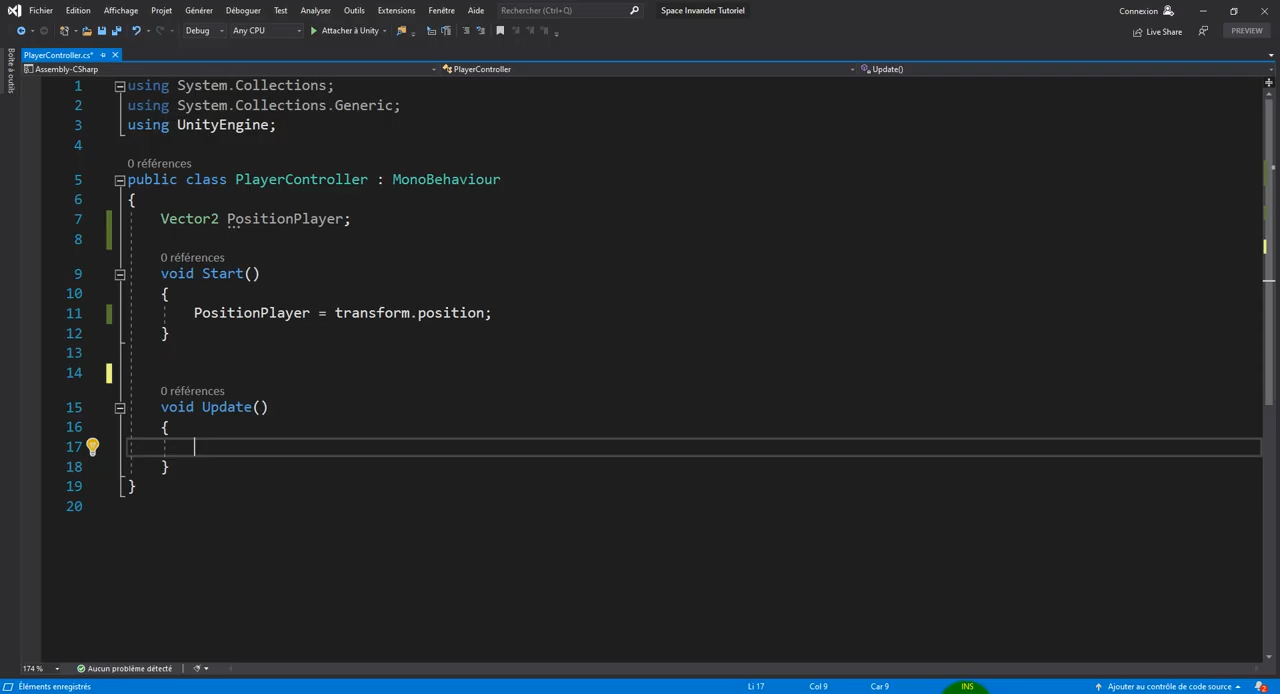 Fichier Edition Affichage Projet Générer Déboguer Test Analyser Outils Extensions Fenêtre Aide Rechercher (Ctrl+Q) Space Invander Tutoriel Connexion
Debug Any CPU Attacher à Unity Live Share PREVIEW
Boîte à outils
PlayerController.cs*
Assembly-CSharp PlayerController Update()
1 using System.Collections;
2 using System.Collections.Generic;
3 using UnityEngine;
4
0 références
5 public class PlayerController : MonoBehaviour
6 {
7 Vector2 PositionPlayer;
8
0 références
9 void Start()
10 {
11 PositionPlayer = transform.position;
12 }
13
14
0 références
15 void Update()
16 {
17
18 }
19 }
20
174 % Aucun problème détecté
Éléments enregistrés Li 17 Col 9 Car 9 INS Ajouter au contrôle de code source 2